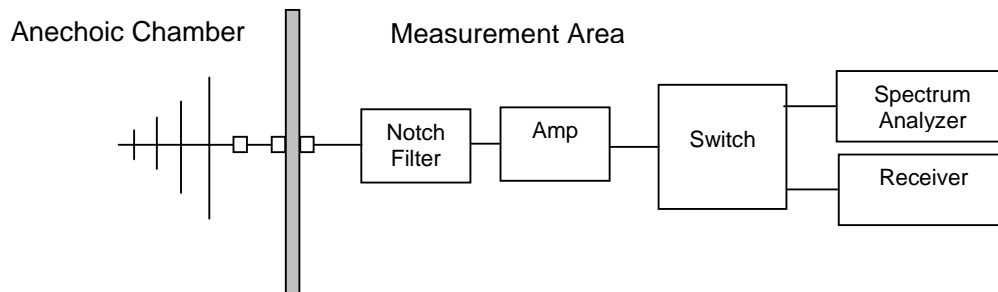 Anechoic Chamber
Measurement Area
Notch
Filter
Amp
Switch
Spectrum
Analyzer
Receiver